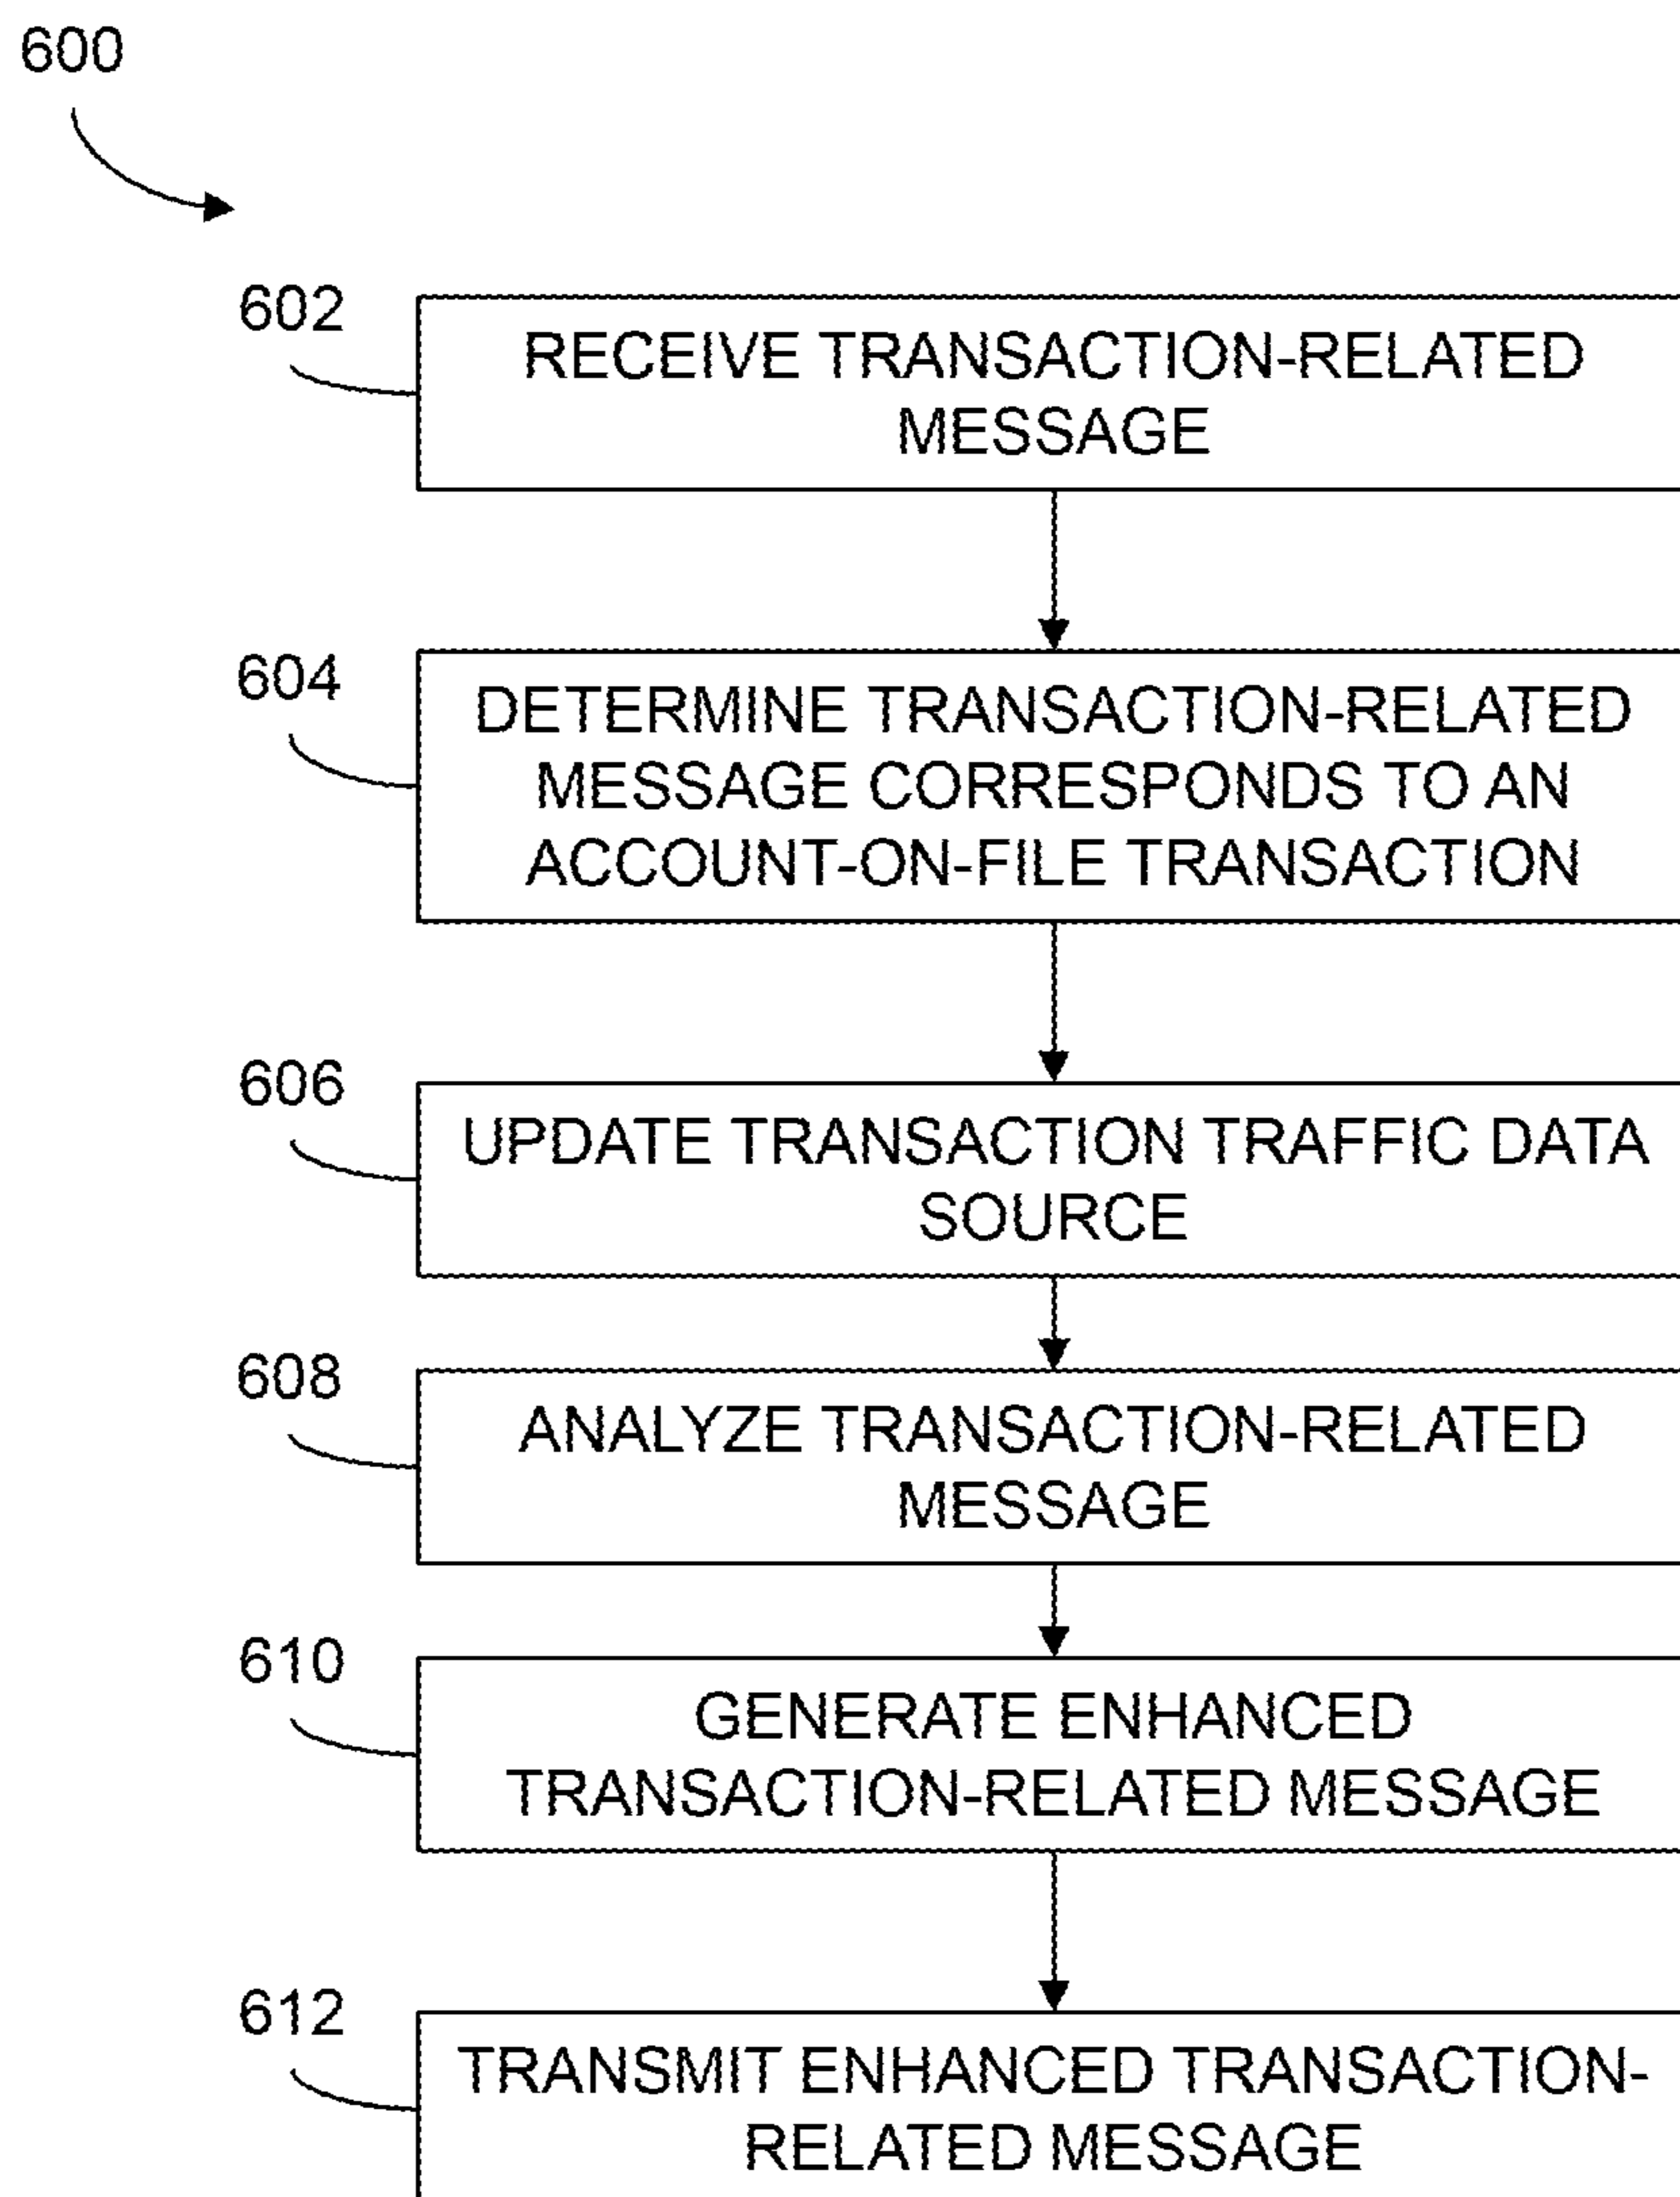 600
602
RECEIVE TRANSACTION-RELATED
MESSAGE
604
DETERMINE TRANSACTION-RELATED
MESSAGE CORRESPONDS TO AN
ACCOUNT-ON-FILE TRANSACTION
606
UPDATE TRANSACTION TRAFFIC DATA
SOURCE
608
ANALYZE TRANSACTION-RELATED
MESSAGE
610
GENERATE ENHANCED
TRANSACTION-RELATED MESSAGE
612
TRANSMIT ENHANCED TRANSACTION-
RELATED MESSAGE